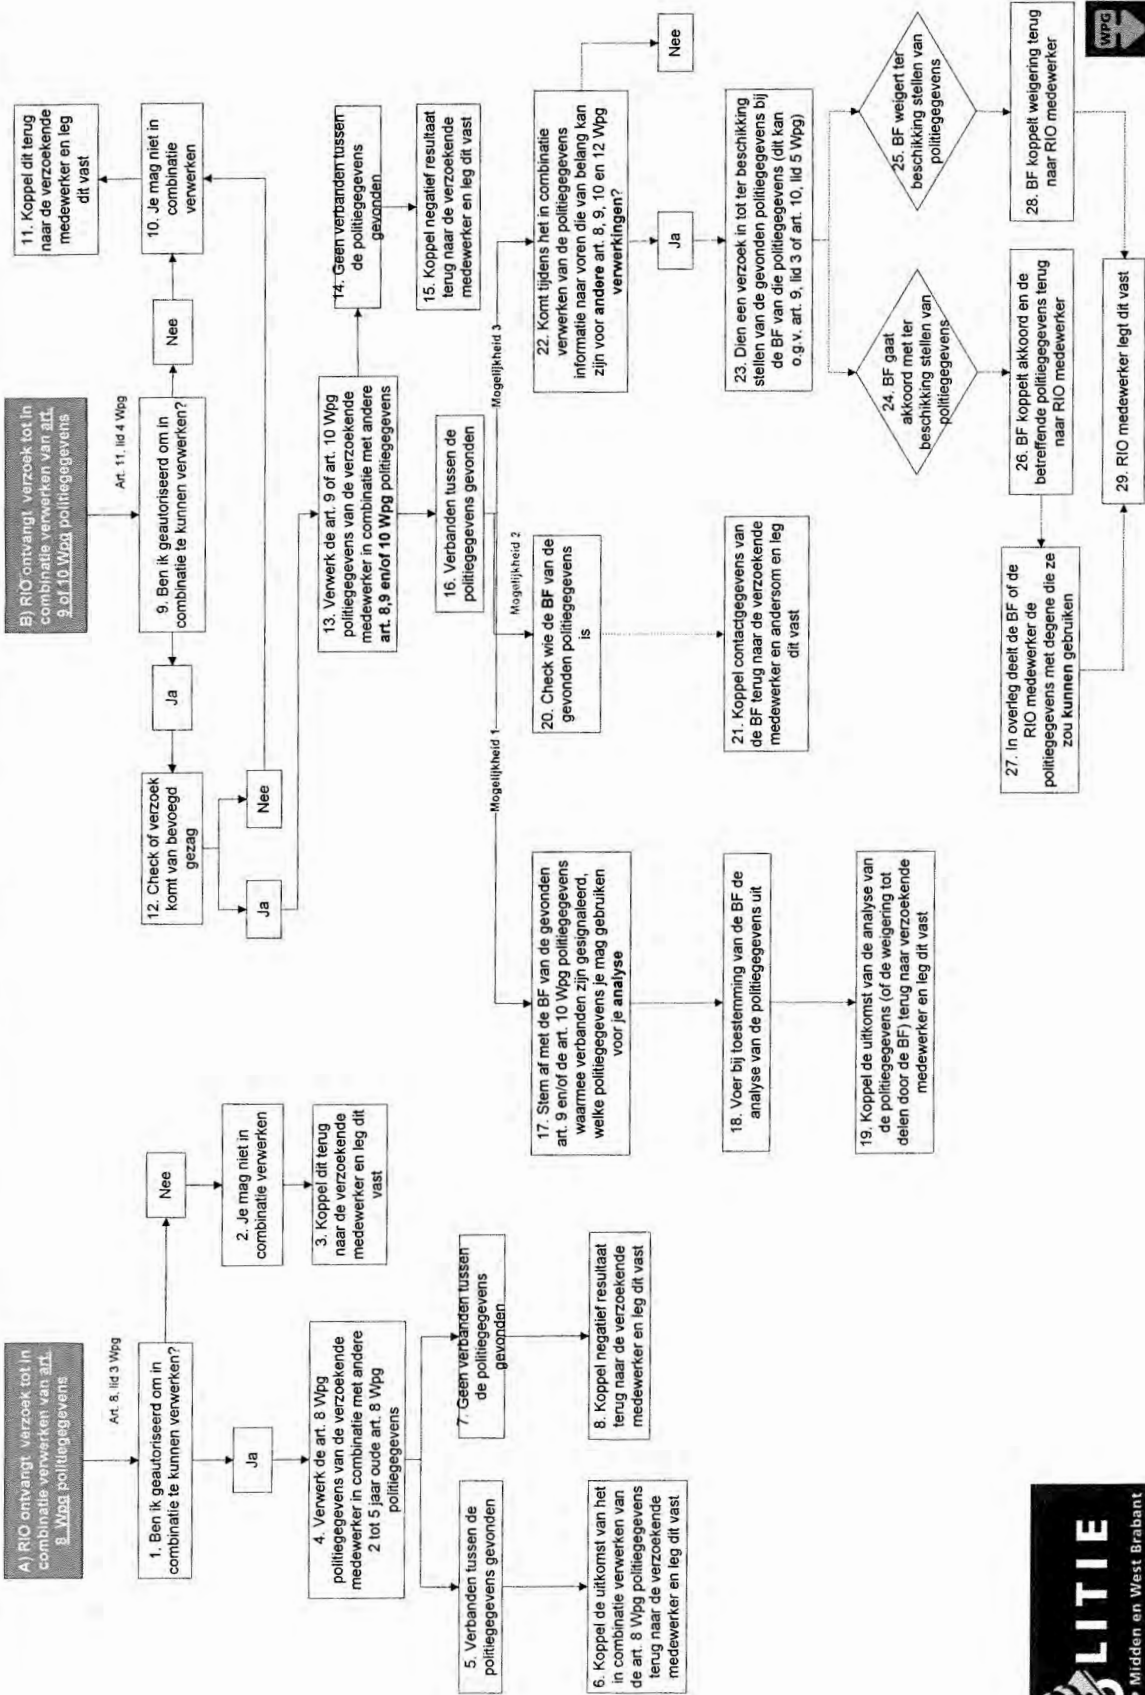 A) RIO ontvangt verzoek tot in
combinatie verwerken van art.
8 Wpg politiegegevens
Art. 8, lid 3 Wpg
1. Ben ik geautoriseerd om in
combinatie te kunnen verwerken?
Nee
2. Je mag niet in
combinatie verwerken
3. Koppel dit terug
naar de verzoekende
medewerker en leg dit
vast
Ja
4. Verwerk de art. 8 Wpg
politiegegevens van de verzoekende
medewerker in combinatie met andere
2 tot 5 jaar oude art. 8 Wpg
politiegegevens
5. Verbanden tussen de
politiegegevens gevonden
6. Koppel de uitkomst van het
in combinatie verwerken van
de art. 8 Wpg politiegegevens
terug naar de verzoekende
medewerker en leg dit vast
7. Geen verbanden tussen
de politiegegevens
gevonden
8. Koppel negatief resultaat
terug naar de verzoekende
medewerker en leg dit vast
B) RIO ontvangt verzoek tot in
combinatie verwerken van art.
9 of 10 Wpg politiegegevens
Art. 11, lid 4 Wpg
9. Ben ik geautoriseerd om in
combinatie te kunnen verwerken?
Nee
10. Je mag niet in
combinatie
verwerken
11. Koppel dit terug
naar de verzoekende
medewerker en leg
dit vast
Ja
12. Check of verzoek
komt van bevoegd
gezag
Ja
Nee
13. Verwerk de art. 9 of art. 10 Wpg
politiegegevens van de verzoekende
medewerker in combinatie met andere
art. 8,9 en/of 10 Wpg politiegegevens
14. Geen verbanden tussen
de politiegegevens
gevonden
15. Koppel negatief resultaat
terug naar de verzoekende
medewerker en leg dit vast
16. Verbanden tussen de
politiegegevens gevonden
Mogelijkheid 1
17. Stem af met de BF van de gevonden
art. 9 en/of de art. 10 Wpg politiegegevens
waarmee verbanden zijn gesignaleerd,
welke politiegegevens je mag gebruiken
voor je analyse
18. Voer bij toestemming van de BF de
analyse van de politiegegevens uit
19. Koppel de uitkomst van de analyse van
de politiegegevens (of de weigering tot
delen door de BF) terug naar verzoekende
medewerker en leg dit vast
Mogelijkheid 2
20. Check wie de BF van de
gevonden politiegegevens
is
21. Koppel contactgegevens van
de BF terug naar de verzoekende
medewerker en andersom en leg
dit vast
Mogelijkheid 3
22. Komt tijdens het in combinatie
verwerken van de politiegegevens
informatie naar voren die van belang kan
zijn voor andere art. 8, 9, 10 en 12 Wpg
verwerkingen?
Nee
Ja
23. Dien een verzoek in tot ter beschikking
stellen van de gevonden politiegegevens bij
de BF van die politiegegevens (dit kan
o.g.v. art. 9, lid 3 of art. 10, lid 5 Wpg)
24. BF gaat
akkoord met ter
beschikking stellen van
politiegegevens
25. BF weigert ter
beschikking stellen van
politiegegevens
26. BF koppelt akkoord en de
betreffende politiegegevens terug
naar RIO medewerker
27. In overleg deelt de BF of de
RIO medewerker de
politiegegevens met degene die ze
zou kunnen gebruiken
28. BF koppelt weigering terug
naar RIO medewerker
29. RIO medewerker legt dit vast
LITIE
Midden en West Brabant
WPG